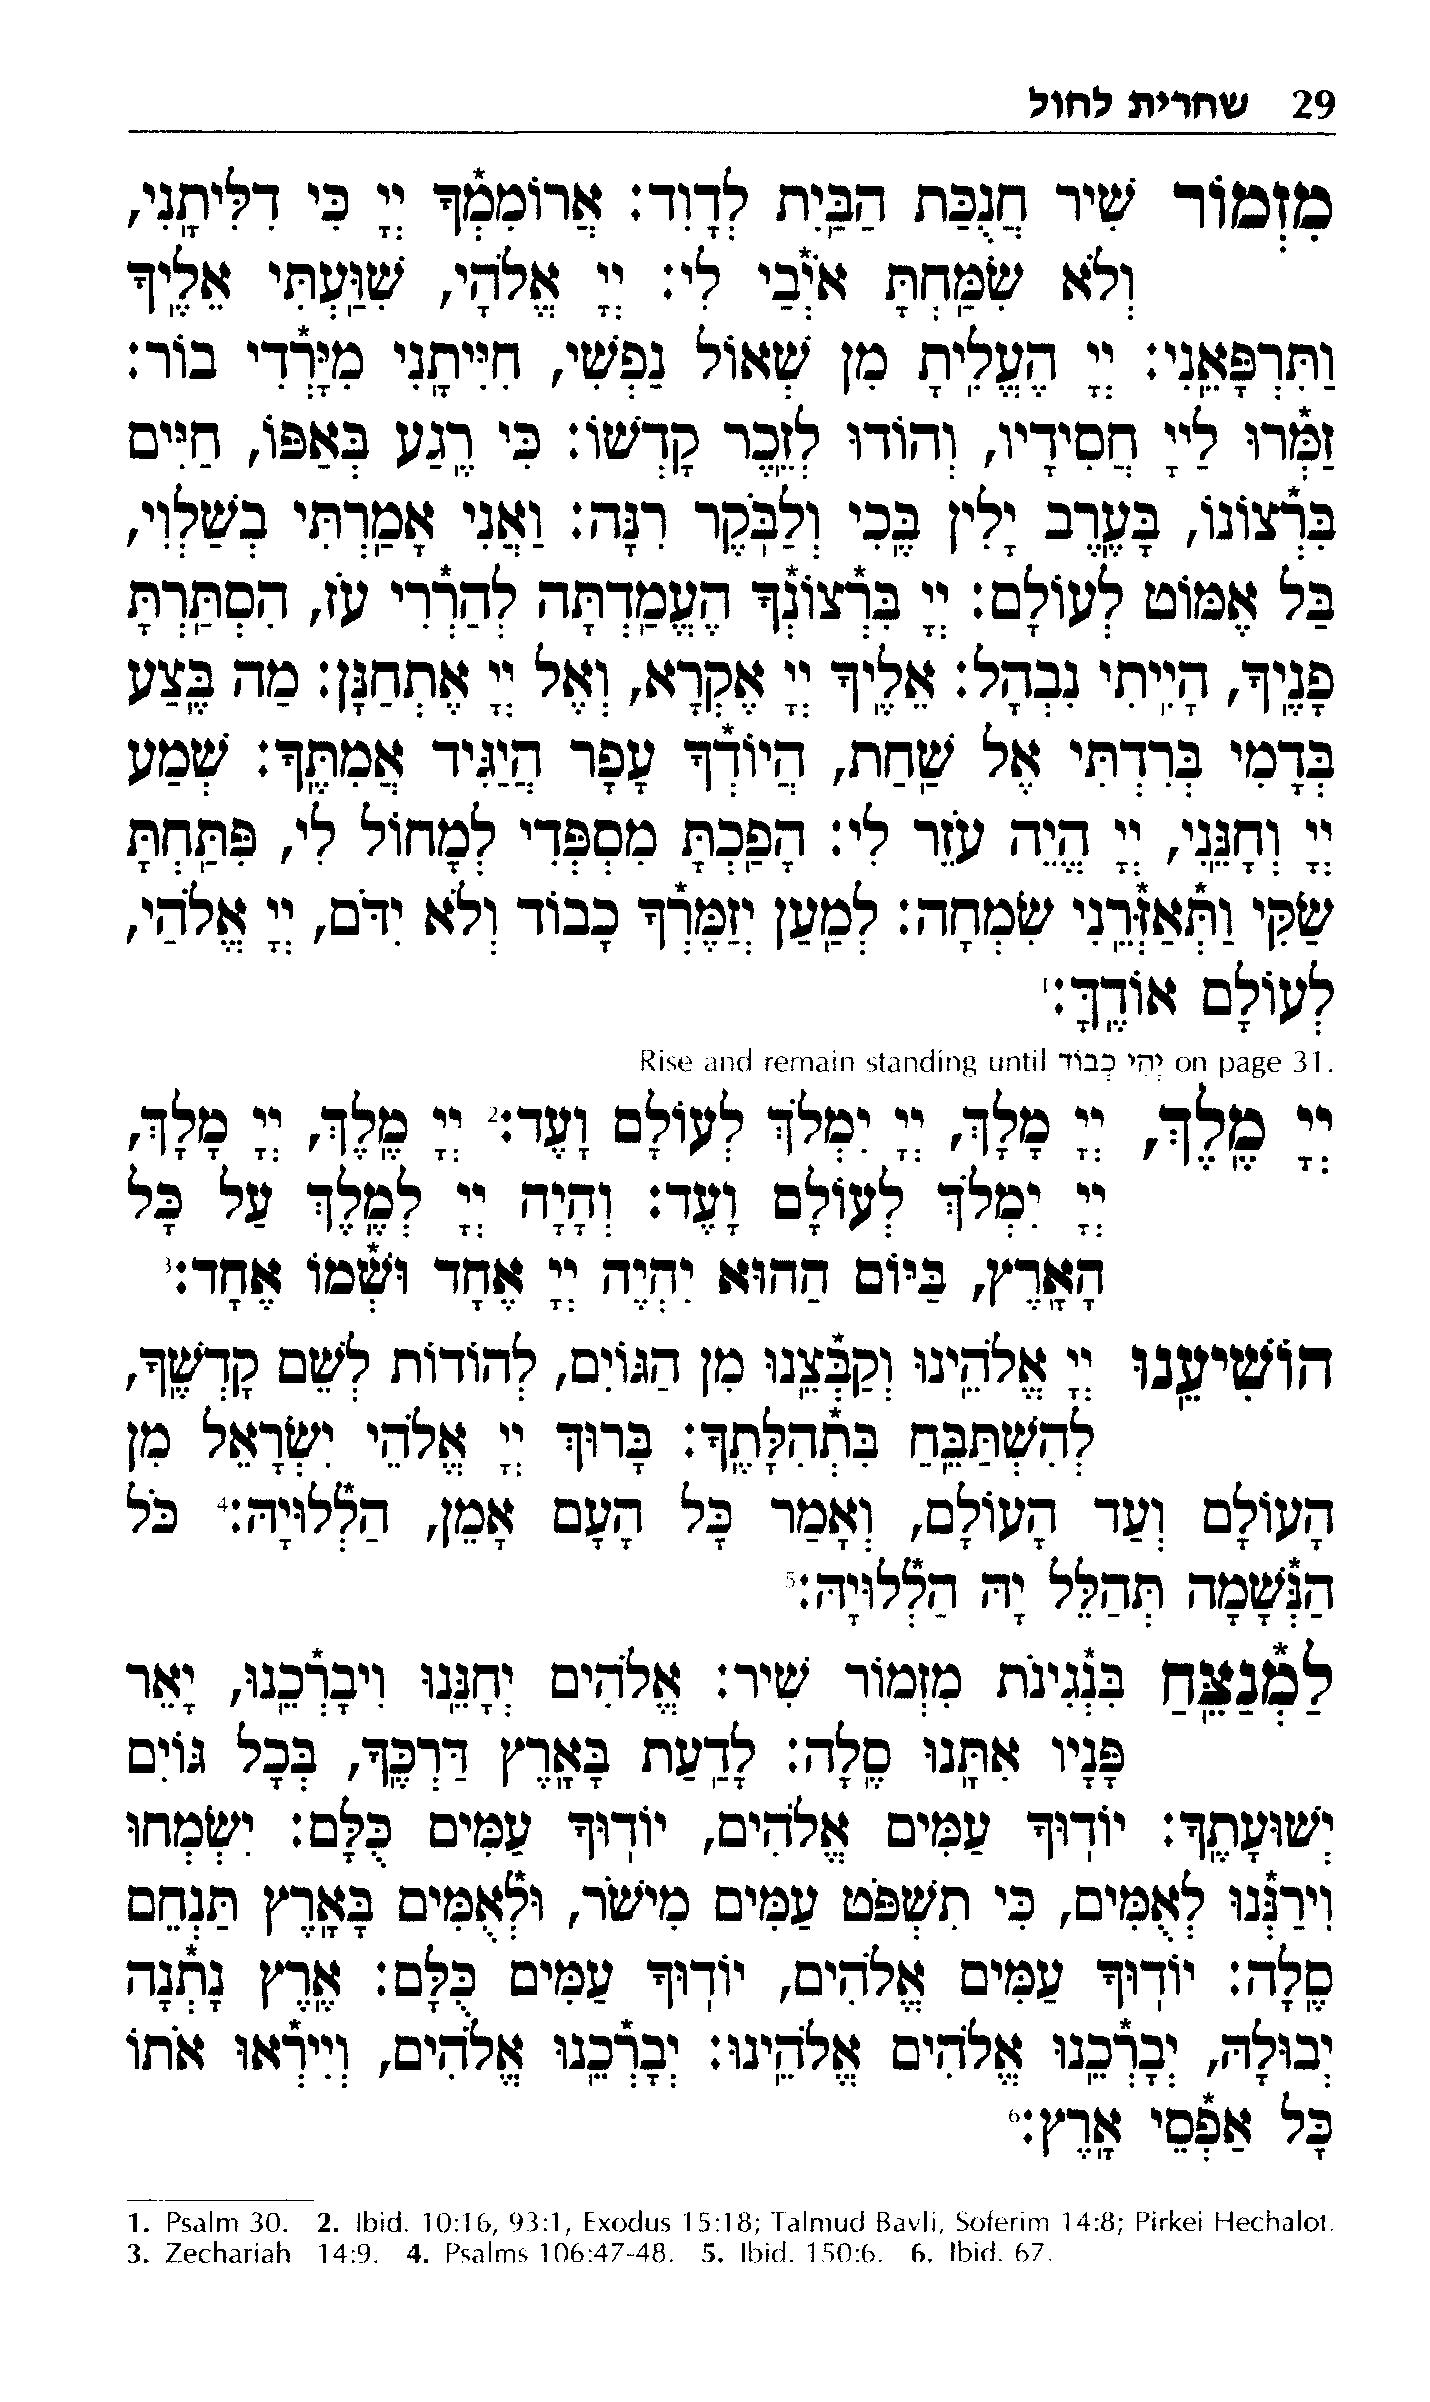 29 שחרית לחול
מִזְמוֹר שִׁיר חֲנֻכַּת הַבַּיִת לְדָוִד: אֲרוֹמִמְ֯ךָ יְיָ כִּי דִלִּיתָנִי,
וְלֹא שִׂמַּחְתָּ אֹיְ֯בַי לִי: יְיָ אֱלֹהָי, שִׁוַּעְתִּי אֵלֶיךָ
וַתִּרְפָּאֵנִי: יְיָ הֶעֱלִיתָ מִן שְׁאוֹל נַפְשִׁי, חִיִּיתַנִי מִיָּרְ֯דִי בוֹר:
זַמְּ֯רוּ לַייָ חֲסִידָיו, וְהוֹדוּ לְזֵכֶר קָדְשׁוֹ: כִּי רֶגַע בְּאַפּוֹ, חַיִּים
בִּרְ֯צוֹנוֹ, בָּעֶרֶב יָלִין בֶּכִי וְלַבֹּקֶר רִנָּה: וַאֲנִי אָמַרְתִּי בְשַׁלְוִי,
בַּל אֶמּוֹט לְעוֹלָם: יְיָ בִּרְ֯צוֹנְ֯ךָ הֶעֱמַדְתָּה לְהַרְ֯רִי עֹז, הִסְתַּרְתָּ
פָנֶיךָ, הָיִיתִי נִבְהָל: אֵלֶיךָ יְיָ אֶקְרָא, וְאֶל יְיָ אֶתְחַנָּן: מַה בֶּצַע
בְּדָמִי בְּרִדְתִּי אֶל שָׁחַת, הֲיוֹדְ֯ךָ עָפָר הֲיַגִּיד אֲמִתֶּךָ: שְׁמַע
יְיָ וְחָנֵּנִי, יְיָ הֱיֵה עֹזֵר לִי: הָפַכְתָּ מִסְפְּדִי לְמָחוֹל לִי, פִּתַּחְתָּ
שַׂקִּי וַתְּ֯אַזְּ֯רֵנִי שִׂמְחָה: לְמַעַן יְזַמֶּרְ֯ךָ כָבוֹד וְלֹא יִדֹּם, יְיָ אֱלֹהַי,
לְעוֹלָם אוֹדֶךָּ:1
Rise and remain standing until יְהִי כְבוֹד on page 31.
יְיָ מֶלֶךְ, יְיָ מָלָךְ, יְיָ יִמְלֹךְ לְעוֹלָם וָעֶד:2 יְיָ מֶלֶךְ, יְיָ מָלָךְ,
יְיָ יִמְלֹךְ לְעוֹלָם וָעֶד: וְהָיָה יְיָ לְמֶלֶךְ עַל כָּל
הָאָרֶץ, בַּיּוֹם הַהוּא יִהְיֶה יְיָ אֶחָד וּשְׁ֯מוֹ אֶחָד:3
הוֹשִׁיעֵנוּ יְיָ אֱלֹהֵינוּ וְקַבְּ֯צֵנוּ מִן הַגּוֹיִם, לְהוֹדוֹת לְשֵׁם קָדְשֶׁךָ,
לְהִשְׁתַּבֵּחַ בִּתְ֯הִלָּתֶךָ: בָּרוּךְ יְיָ אֱלֹהֵי יִשְׂרָאֵל מִן
הָעוֹלָם וְעַד הָעוֹלָם, וְאָמַר כָּל הָעָם אָמֵן, הַלְ֯לוּיָהּ:4 כֹּל
הַנְּ֯שָׁמָה תְּהַלֵּל יָהּ הַלְ֯לוּיָהּ:5
לַמְ֯נַצֵּחַ בִּנְ֯גִינֹת מִזְמוֹר שִׁיר: אֱלֹהִים יְחָנֵּנוּ וִיבָרְ֯כֵנוּ, יָאֵר
פָּנָיו אִתָּנוּ סֶלָה: לָדַעַת בָּאָרֶץ דַּרְכֶּךָ, בְּכָל גּוֹיִם
יְשׁוּעָתֶךָ: יוֹדוּךָ עַמִּים אֱלֹהִים, יוֹדוּךָ עַמִּים כֻּלָּם: יִשְׂמְחוּ
וִירַנְּ֯נוּ לְאֻמִּים, כִּי תִשְׁפֹּט עַמִּים מִישֹׁר, וּלְ֯אֻמִּים בָּאָרֶץ תַּנְחֵם
סֶלָה: יוֹדוּךָ עַמִּים אֱלֹהִים, יוֹדוּךָ עַמִּים כֻּלָּם: אֶרֶץ נָתְ֯נָה
יְבוּלָהּ, יְבָרְ֯כֵנוּ אֱלֹהִים אֱלֹהֵינוּ: יְבָרְ֯כֵנוּ אֱלֹהִים, וְיִירְ֯אוּ אֹתוֹ
כָּל אַפְ֯סֵי אָרֶץ:6
1. Psalm 30. 2. Ibid. 10:16, 93:1, Exodus 15:18; Talmud Bavli, Soferim 14:8; Pirkei Hechalot.
3. Zechariah 14:9. 4. Psalms 106:47-48. 5. Ibid. 150:6. 6. Ibid. 67.